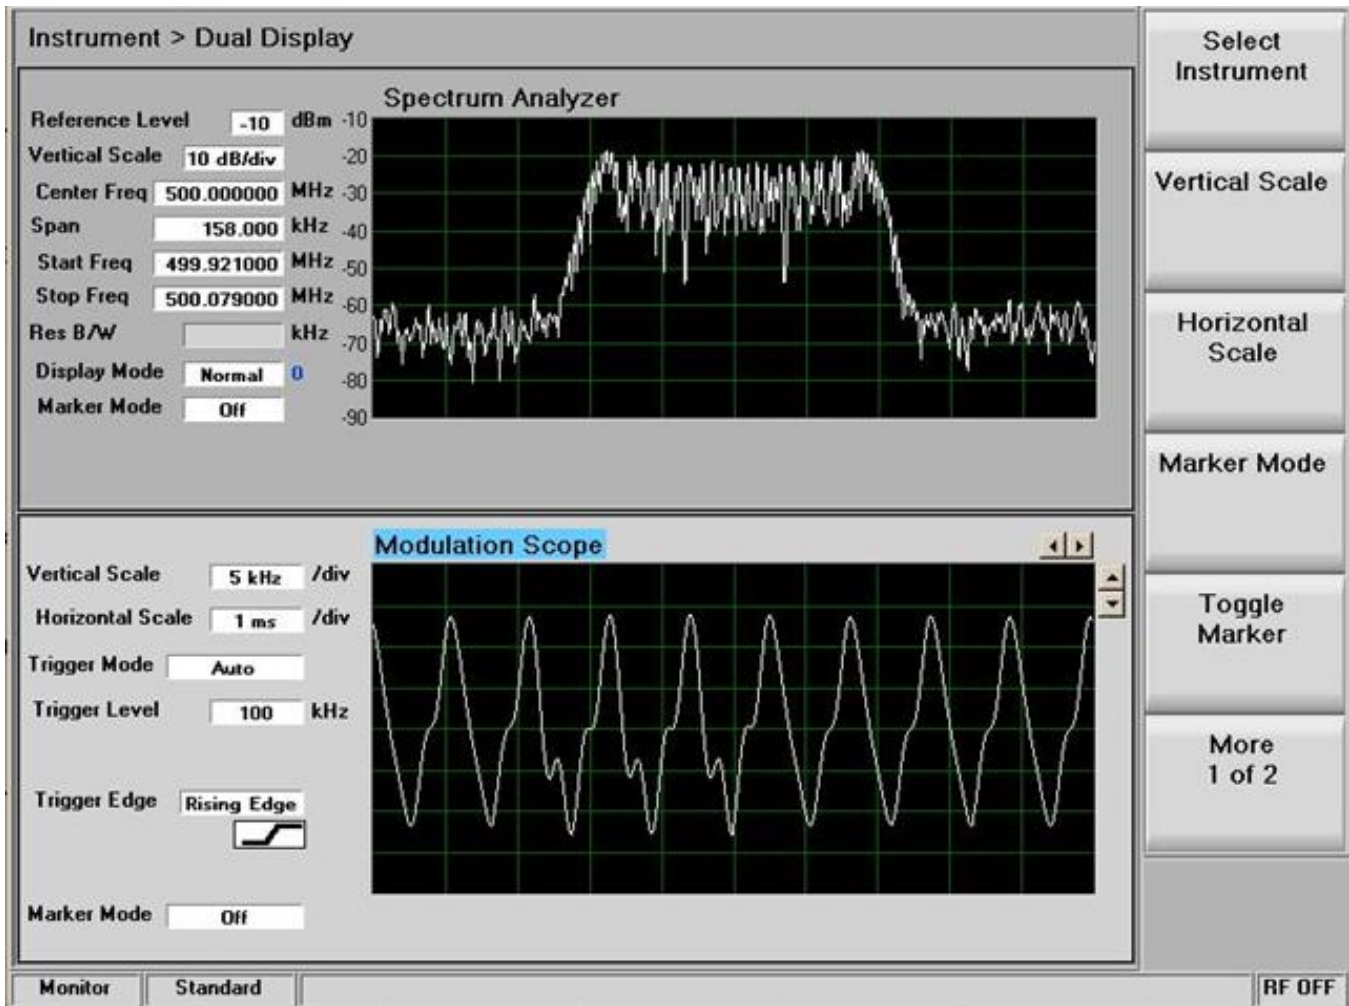 Instrument > Dual Display
Spectrum Analyzer
Reference Level -10 dBm
Vertical Scale 10 dB/div
Center Freq 500.000000 MHz
Span 158.000 kHz
Start Freq 499.921000 MHz
Stop Freq 500.079000 MHz
Res B/W kHz
Display Mode Normal 0
Marker Mode Off
-10
-20
-30
-40
-50
-60
-70
-80
-90
Modulation Scope
Vertical Scale 5 kHz /div
Horizontal Scale 1 ms /div
Trigger Mode Auto
Trigger Level 100 kHz
Trigger Edge Rising Edge
Marker Mode Off
Select
Instrument
Vertical Scale
Horizontal
Scale
Marker Mode
Toggle
Marker
More
1 of 2
Monitor Standard RF OFF